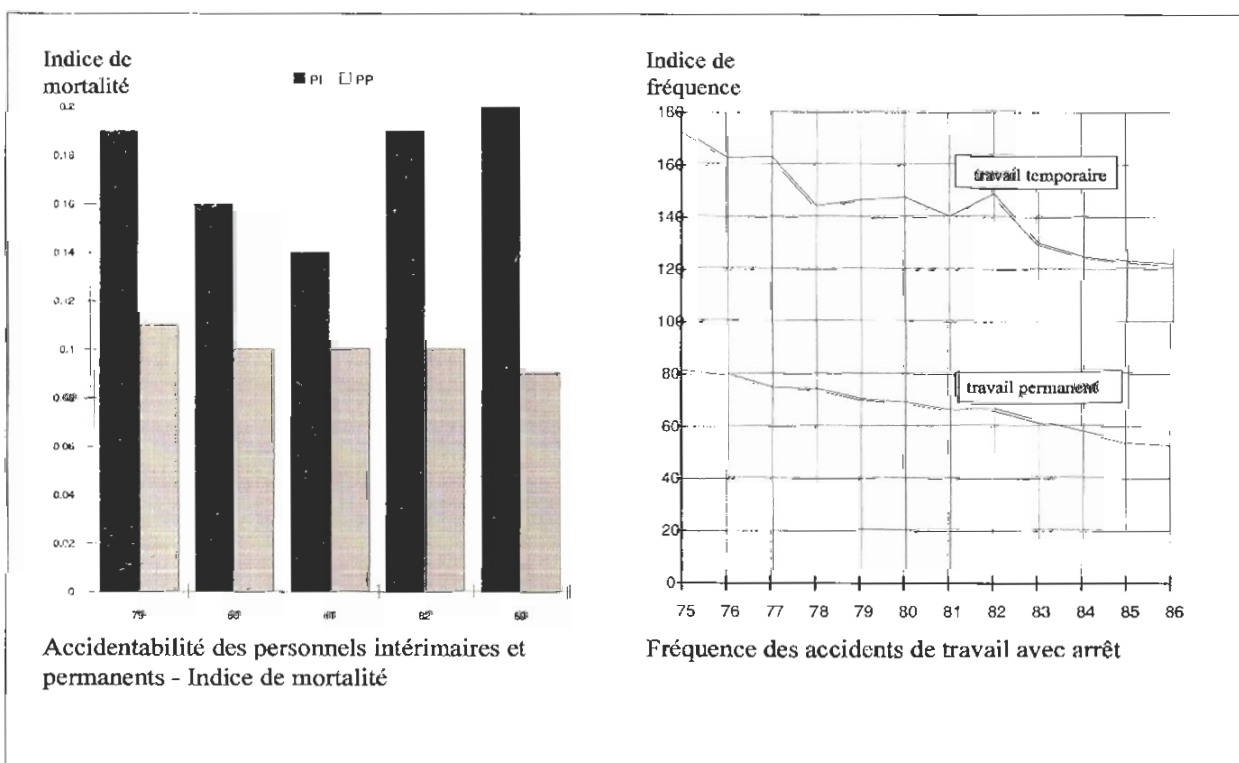 Indice de
mortalité
PI PP
0.2
0.18
0.16
0.14
0.12
0.1
0.06
0.04
0.02
0
79 82
Accidentabilité des personnels intérimaires et
permanents - Indice de mortalité
Indice de
fréquence
180
160
140
120
100
80
60
40
20
0
travail temporaire
travail permanent
75 76 77 78 79 80 81 82 83 84 85 86
Fréquence des accidents de travail avec arrêt